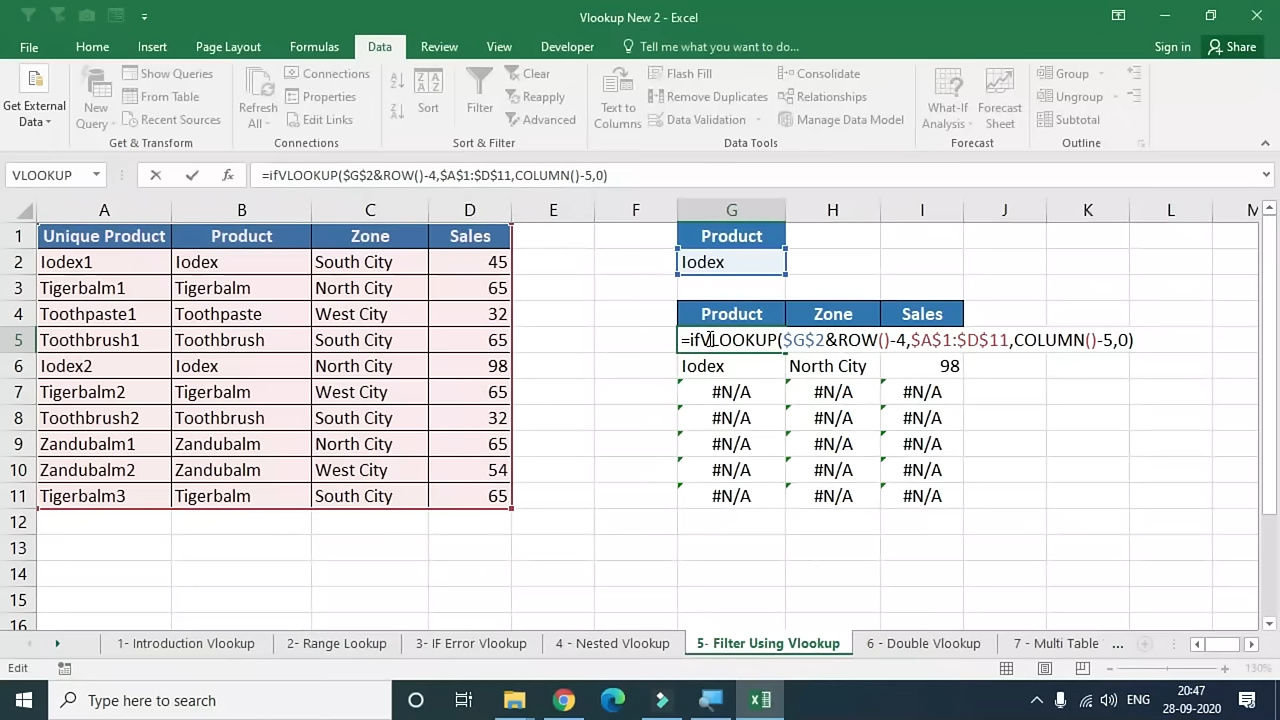 Vlookup New 2 - Excel
File Home Insert Page Layout Formulas Data Review View Developer Tell me what you want to do... Sign in Share
Get External Data
New Query
Show Queries
From Table
Recent Sources
Get & Transform
Refresh All
Connections
Properties
Edit Links
Connections
Sort
Filter
Clear
Reapply
Advanced
Sort & Filter
Text to Columns
Flash Fill
Remove Duplicates
Data Validation
Consolidate
Relationships
Manage Data Model
Data Tools
What-If Analysis
Forecast Sheet
Forecast
Group
Ungroup
Subtotal
Outline
VLOOKUP =ifVLOOKUP($G$2&ROW()-4,$A$1:$D$11,COLUMN()-5,0)
A B C D E F G H I J K L M
1 Unique Product Product Zone Sales Product
2 Iodex1 Iodex South City 45 Iodex
3 Tigerbalm1 Tigerbalm North City 65
4 Toothpaste1 Toothpaste West City 32 Product Zone Sales
5 Toothbrush1 Toothbrush South City 65 =ifVLOOKUP($G$2&ROW()-4,$A$1:$D$11,COLUMN()-5,0)
6 Iodex2 Iodex North City 98 Iodex North City 98
7 Tigerbalm2 Tigerbalm West City 65 #N/A #N/A #N/A
8 Toothbrush2 Toothbrush South City 32 #N/A #N/A #N/A
9 Zandubalm1 Zandubalm North City 65 #N/A #N/A #N/A
10 Zandubalm2 Zandubalm West City 54 #N/A #N/A #N/A
11 Tigerbalm3 Tigerbalm South City 65 #N/A #N/A #N/A
12
13
14
15
16
1- Introduction Vlookup 2- Range Lookup 3- IF Error Vlookup 4 - Nested Vlookup 5- Filter Using Vlookup 6 - Double Vlookup 7 - Multi Table ...
Edit 130%
Type here to search ENG 20:47
28-09-2020